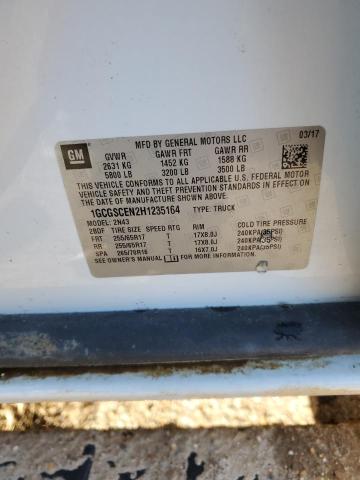 MFD BY GENERAL MOTORS LLC 03/17
GM
GVWR GAWR FRT GAWR RR
2631 KG 1452 KG 1588 KG
5800 LB 3200 LB 3500 LB
THIS VEHICLE CONFORMS TO ALL APPLICABLE U.S. FEDERAL MOTOR
VEHICLE SAFETY AND THEFT PREVENTION STANDARDS IN EFFECT ON THE
DATE OF MANUFACTURE SHOWN ABOVE.
1GCGSCEN2H1235164 TYPE: TRUCK
MODEL: 2N43
2BDF TIRE SIZE SPEED RTG RIM
FRT 255/65R17 T 17X8.0J 240KPA(35PSI)
RR 255/65R17 T 17X8.0J 240KPA(35PSI)
SPA 265/70R16 T 16X7.0J 240KPA(35PSI)
SEE OWNER'S MANUAL FOR MORE INFORMATION.